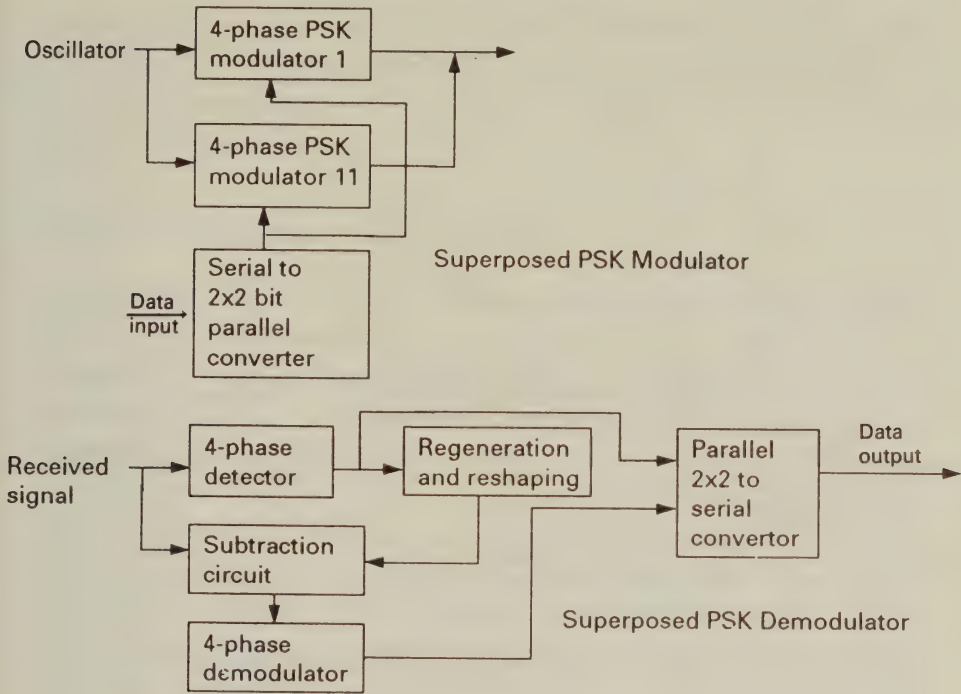 4-phase PSK
modulator 1
Oscillator
4-phase PSK
modulator 11
Superposed PSK Modulator
Serial to
2x2 bit
parallel
converter
Data
input
4-phase
detector
Regeneration
and reshaping
Parallel
2x2 to
serial
convertor
Data
output
Received
signal
Subtraction
circuit
Superposed PSK Demodulator
4-phase
demodulator